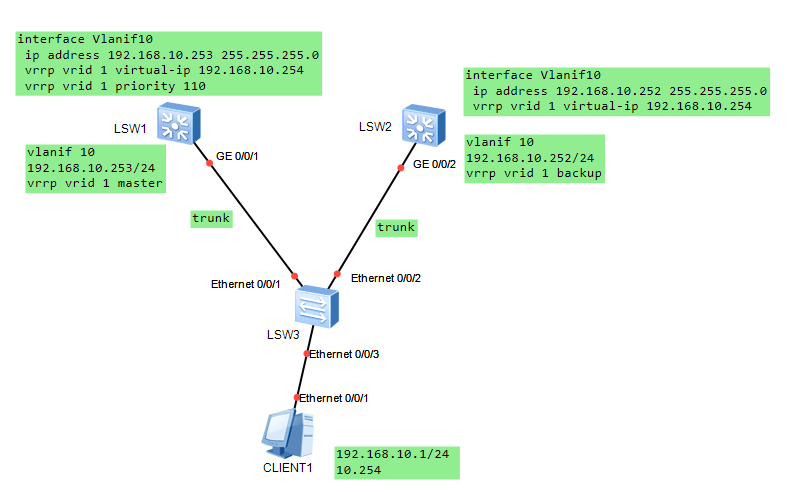 interface Vlanif10
ip address 192.168.10.253 255.255.255.0
vrrp vrid 1 virtual-ip 192.168.10.254
vrrp vrid 1 priority 110
interface Vlanif10
ip address 192.168.10.252 255.255.255.0
vrrp vrid 1 virtual-ip 192.168.10.254
LSW1
LSW2
vlanif 10
192.168.10.253/24
vrrp vrid 1 master
GE 0/0/1
vlanif 10
192.168.10.252/24
vrrp vrid 1 backup
GE 0/0/2
trunk
trunk
Ethernet 0/0/1
Ethernet 0/0/2
LSW3
Ethernet 0/0/3
Ethernet 0/0/1
CLIENT1
192.168.10.1/24
10.254